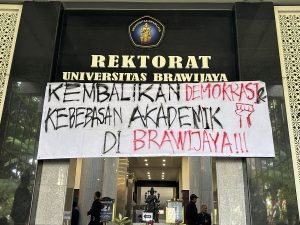 REKTORAT
UNIVERSITAS BRAWIJAYA
KEMBALIKAN DEMOKRASI &
KEBEBASAN AKADEMIK
DI BRAWIJAYA!!!